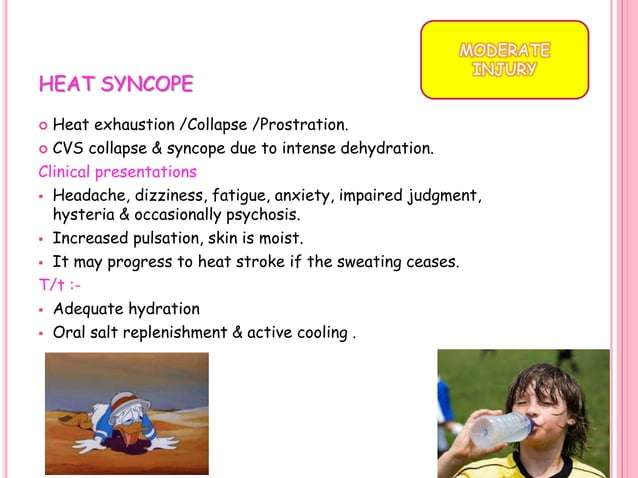 MODERATE
INJURY
HEAT SYNCOPE
Heat exhaustion /Collapse /Prostration.
CVS collapse & syncope due to intense dehydration.
Clinical presentations
Headache, dizziness, fatigue, anxiety, impaired judgment,
hysteria & occasionally psychosis.
Increased pulsation, skin is moist.
It may progress to heat stroke if the sweating ceases.
T/t :-
Adequate hydration
Oral salt replenishment & active cooling .